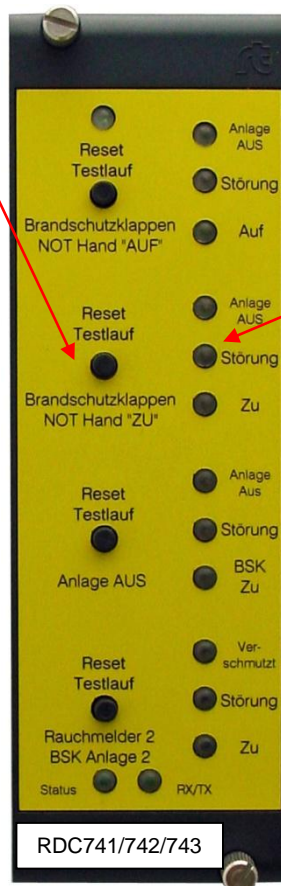 Anlage
AUS
Reset
Testlauf
Störung
Brandschutzklappen
NOT Hand "AUF"
Auf
Anlage
AUS
Reset
Testlauf
Störung
Brandschutzklappen
NOT Hand "ZU"
Zu
Anlage
Aus
Reset
Testlauf
Störung
Anlage AUS
BSK
Zu
Ver-
schmutzt
Reset
Testlauf
Störung
Rauchmelder 2
BSK Anlage 2
Zu
Status
RX/TX
RDC741/742/743